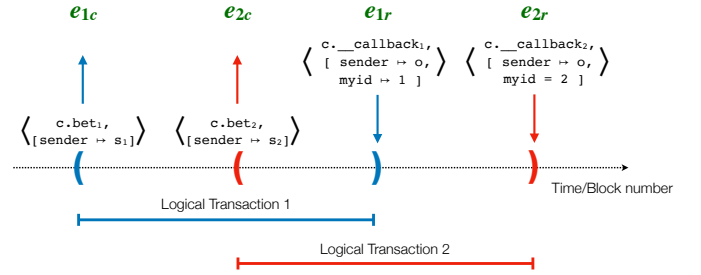 e1c e2c e1r e2r
⟨ c.__callback₁, [ sender ↦ o, myid ↦ 1 ] ⟩
⟨ c.__callback₂, [ sender ↦ o, myid = 2 ] ⟩
⟨ c.bet₁, [sender ↦ s₁] ⟩
⟨ c.bet₂, [sender ↦ s₂] ⟩
( ( ) )
Time/Block number
Logical Transaction 1
Logical Transaction 2